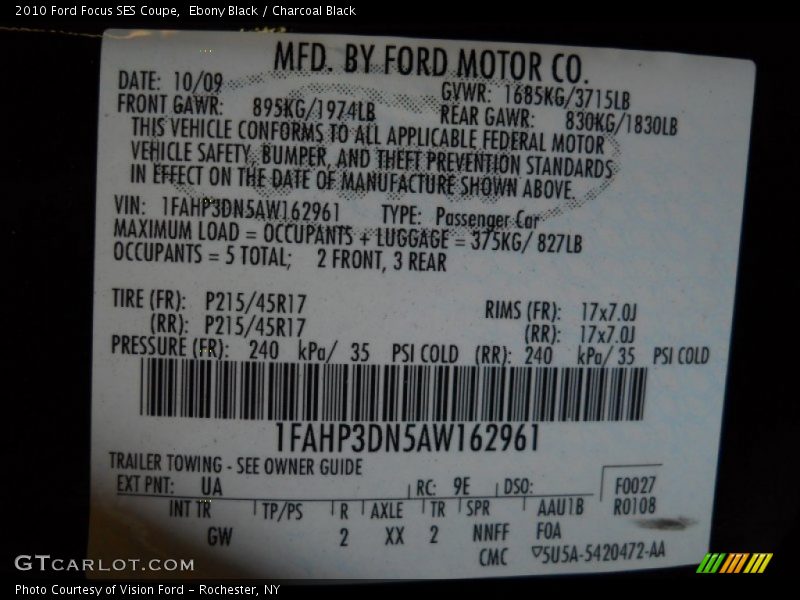 2010 Ford Focus SES Coupe, Ebony Black / Charcoal Black
MFD. BY FORD MOTOR CO.
DATE: 10/09 GVWR: 1685KG/3715LB
FRONT GAWR: 895KG/1974LB REAR GAWR: 830KG/1830LB
THIS VEHICLE CONFORMS TO ALL APPLICABLE FEDERAL MOTOR
VEHICLE SAFETY, BUMPER, AND THEFT PREVENTION STANDARDS
IN EFFECT ON THE DATE OF MANUFACTURE SHOWN ABOVE.
VIN: 1FAHP3DN5AW162961 TYPE: Passenger Car
MAXIMUM LOAD = OCCUPANTS + LUGGAGE = 375KG/ 827LB
OCCUPANTS = 5 TOTAL; 2 FRONT, 3 REAR
TIRE (FR): P215/45R17 RIMS (FR): 17x7.0J
(RR): P215/45R17 (RR): 17x7.0J
PRESSURE (FR): 240 kPa/ 35 PSI COLD (RR): 240 kPa/ 35 PSI COLD
1FAHP3DN5AW162961
TRAILER TOWING - SEE OWNER GUIDE
EXT PNT: UA RC: 9E DSO: F0027
INT TR TP/PS R AXLE TR SPR AAU1B R0108
GW 2 XX 2 NNFF F0A
CMC ▽5U5A-5420472-AA
GTCARLOT.COM
Photo Courtesy of Vision Ford – Rochester, NY